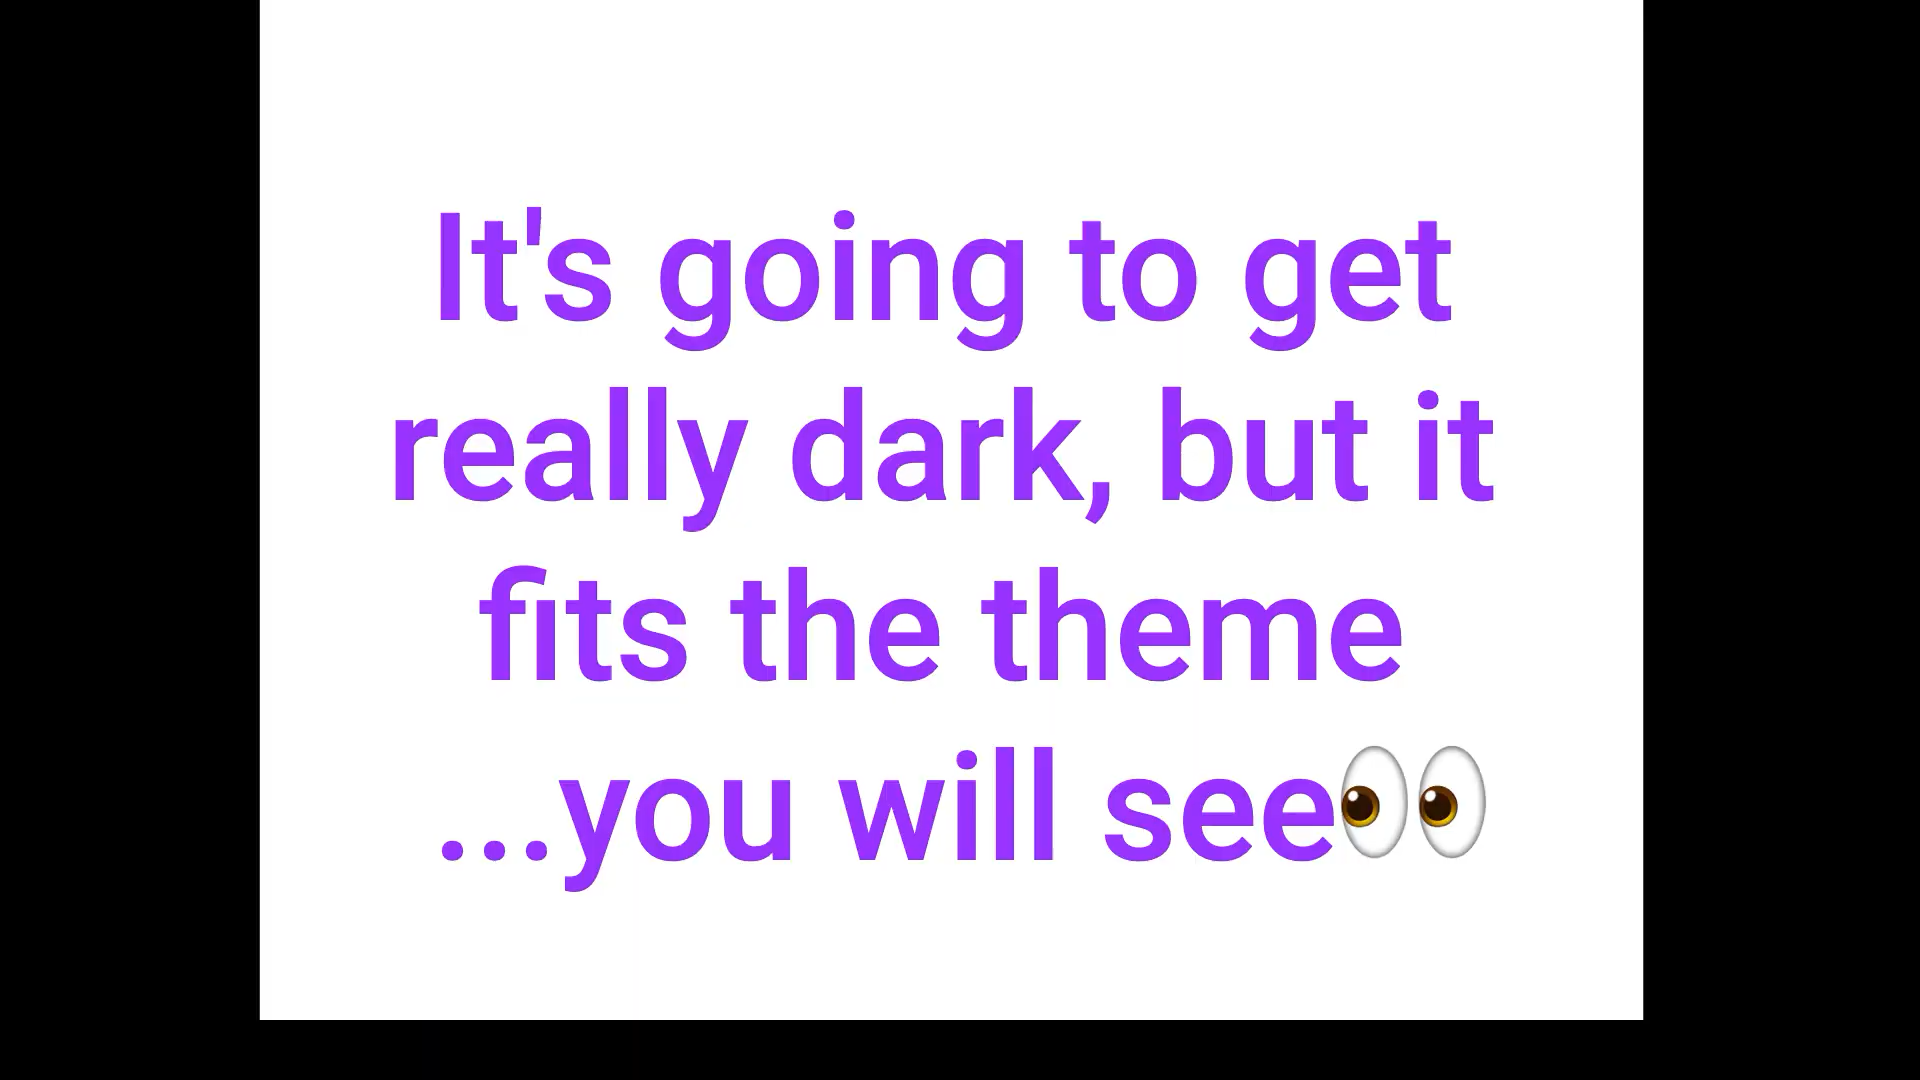 It's going to get
really dark, but it
fits the theme
...you will see👀